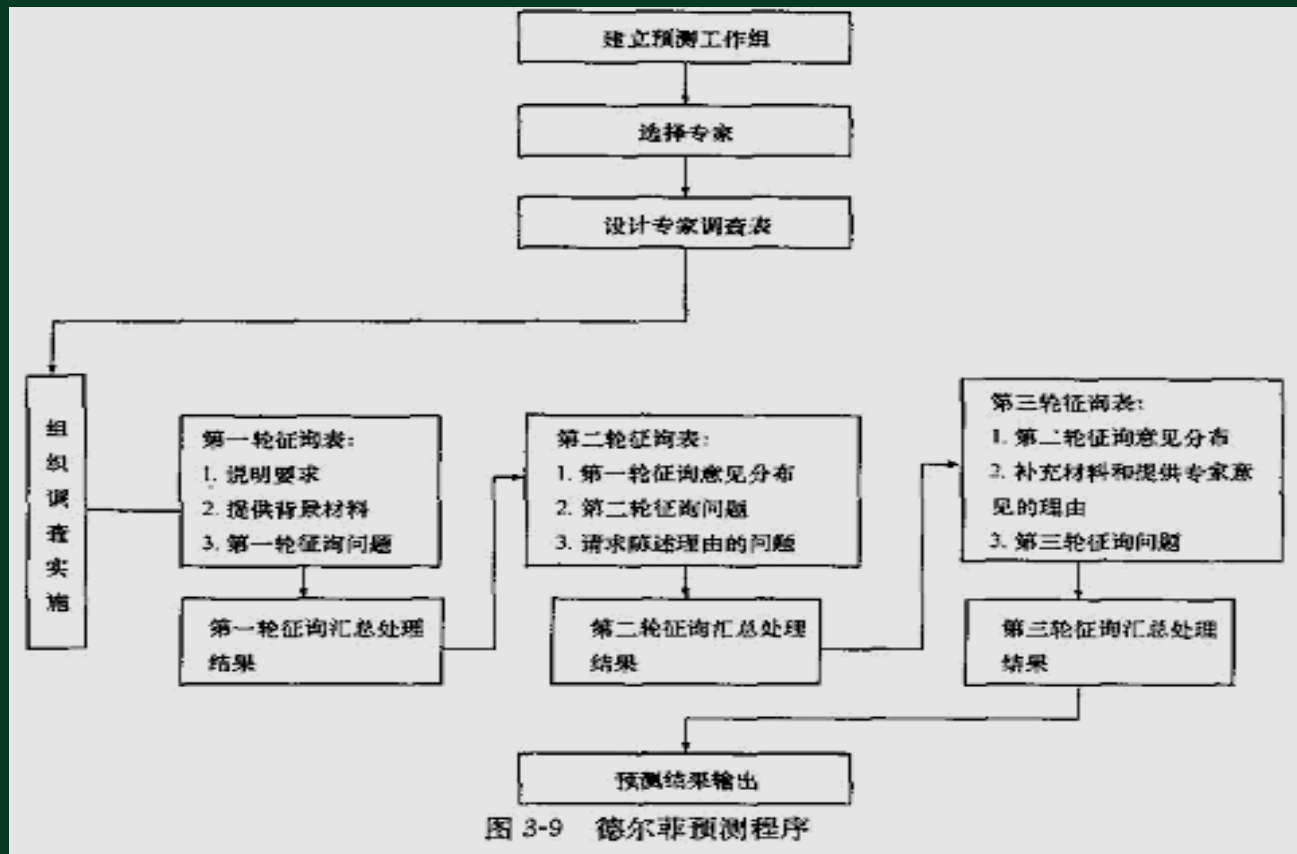 建立预测工作组
选择专家
设计专家调查表
组
织
调
查
实
施
第一轮征询表:
1. 说明要求
2. 提供背景材料
3. 第一轮征询问题
第一轮征询汇总处理
结果
第二轮征询表:
1. 第一轮征询意见分布
2. 第二轮征询问题
3. 请求陈述理由的问题
第二轮征询汇总处理
结果
第三轮征询表:
1. 第二轮征询意见分布
2. 补充材料和提供专家意
见的理由
3. 第三轮征询问题
第三轮征询汇总处理
结果
预测结果输出
图 3-9 德尔菲预测程序